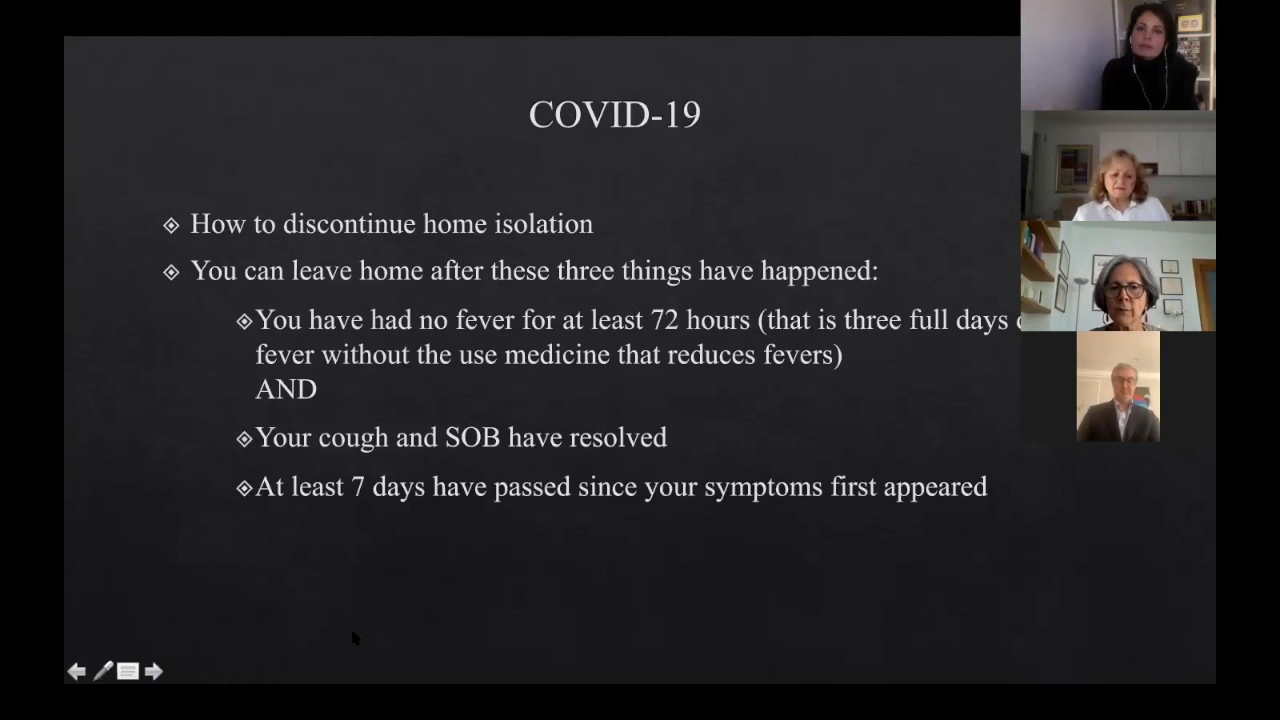 COVID-19
How to discontinue home isolation
You can leave home after these three things have happened:
You have had no fever for at least 72 hours (that is three full days
fever without the use medicine that reduces fevers)
AND
Your cough and SOB have resolved
At least 7 days have passed since your symptoms first appeared